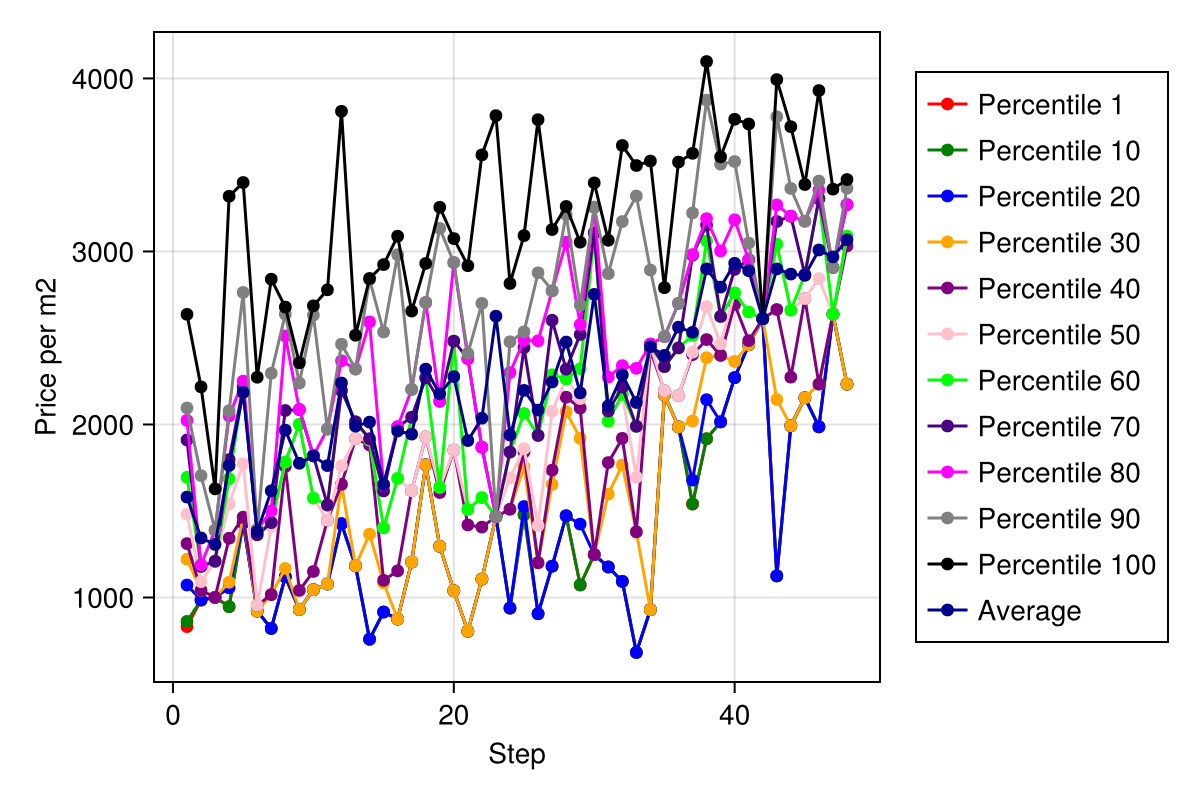 4000
3000
2000
1000
Price per m2
0
20
40
Step
Percentile 1
Percentile 10
Percentile 20
Percentile 30
Percentile 40
Percentile 50
Percentile 60
Percentile 70
Percentile 80
Percentile 90
Percentile 100
Average